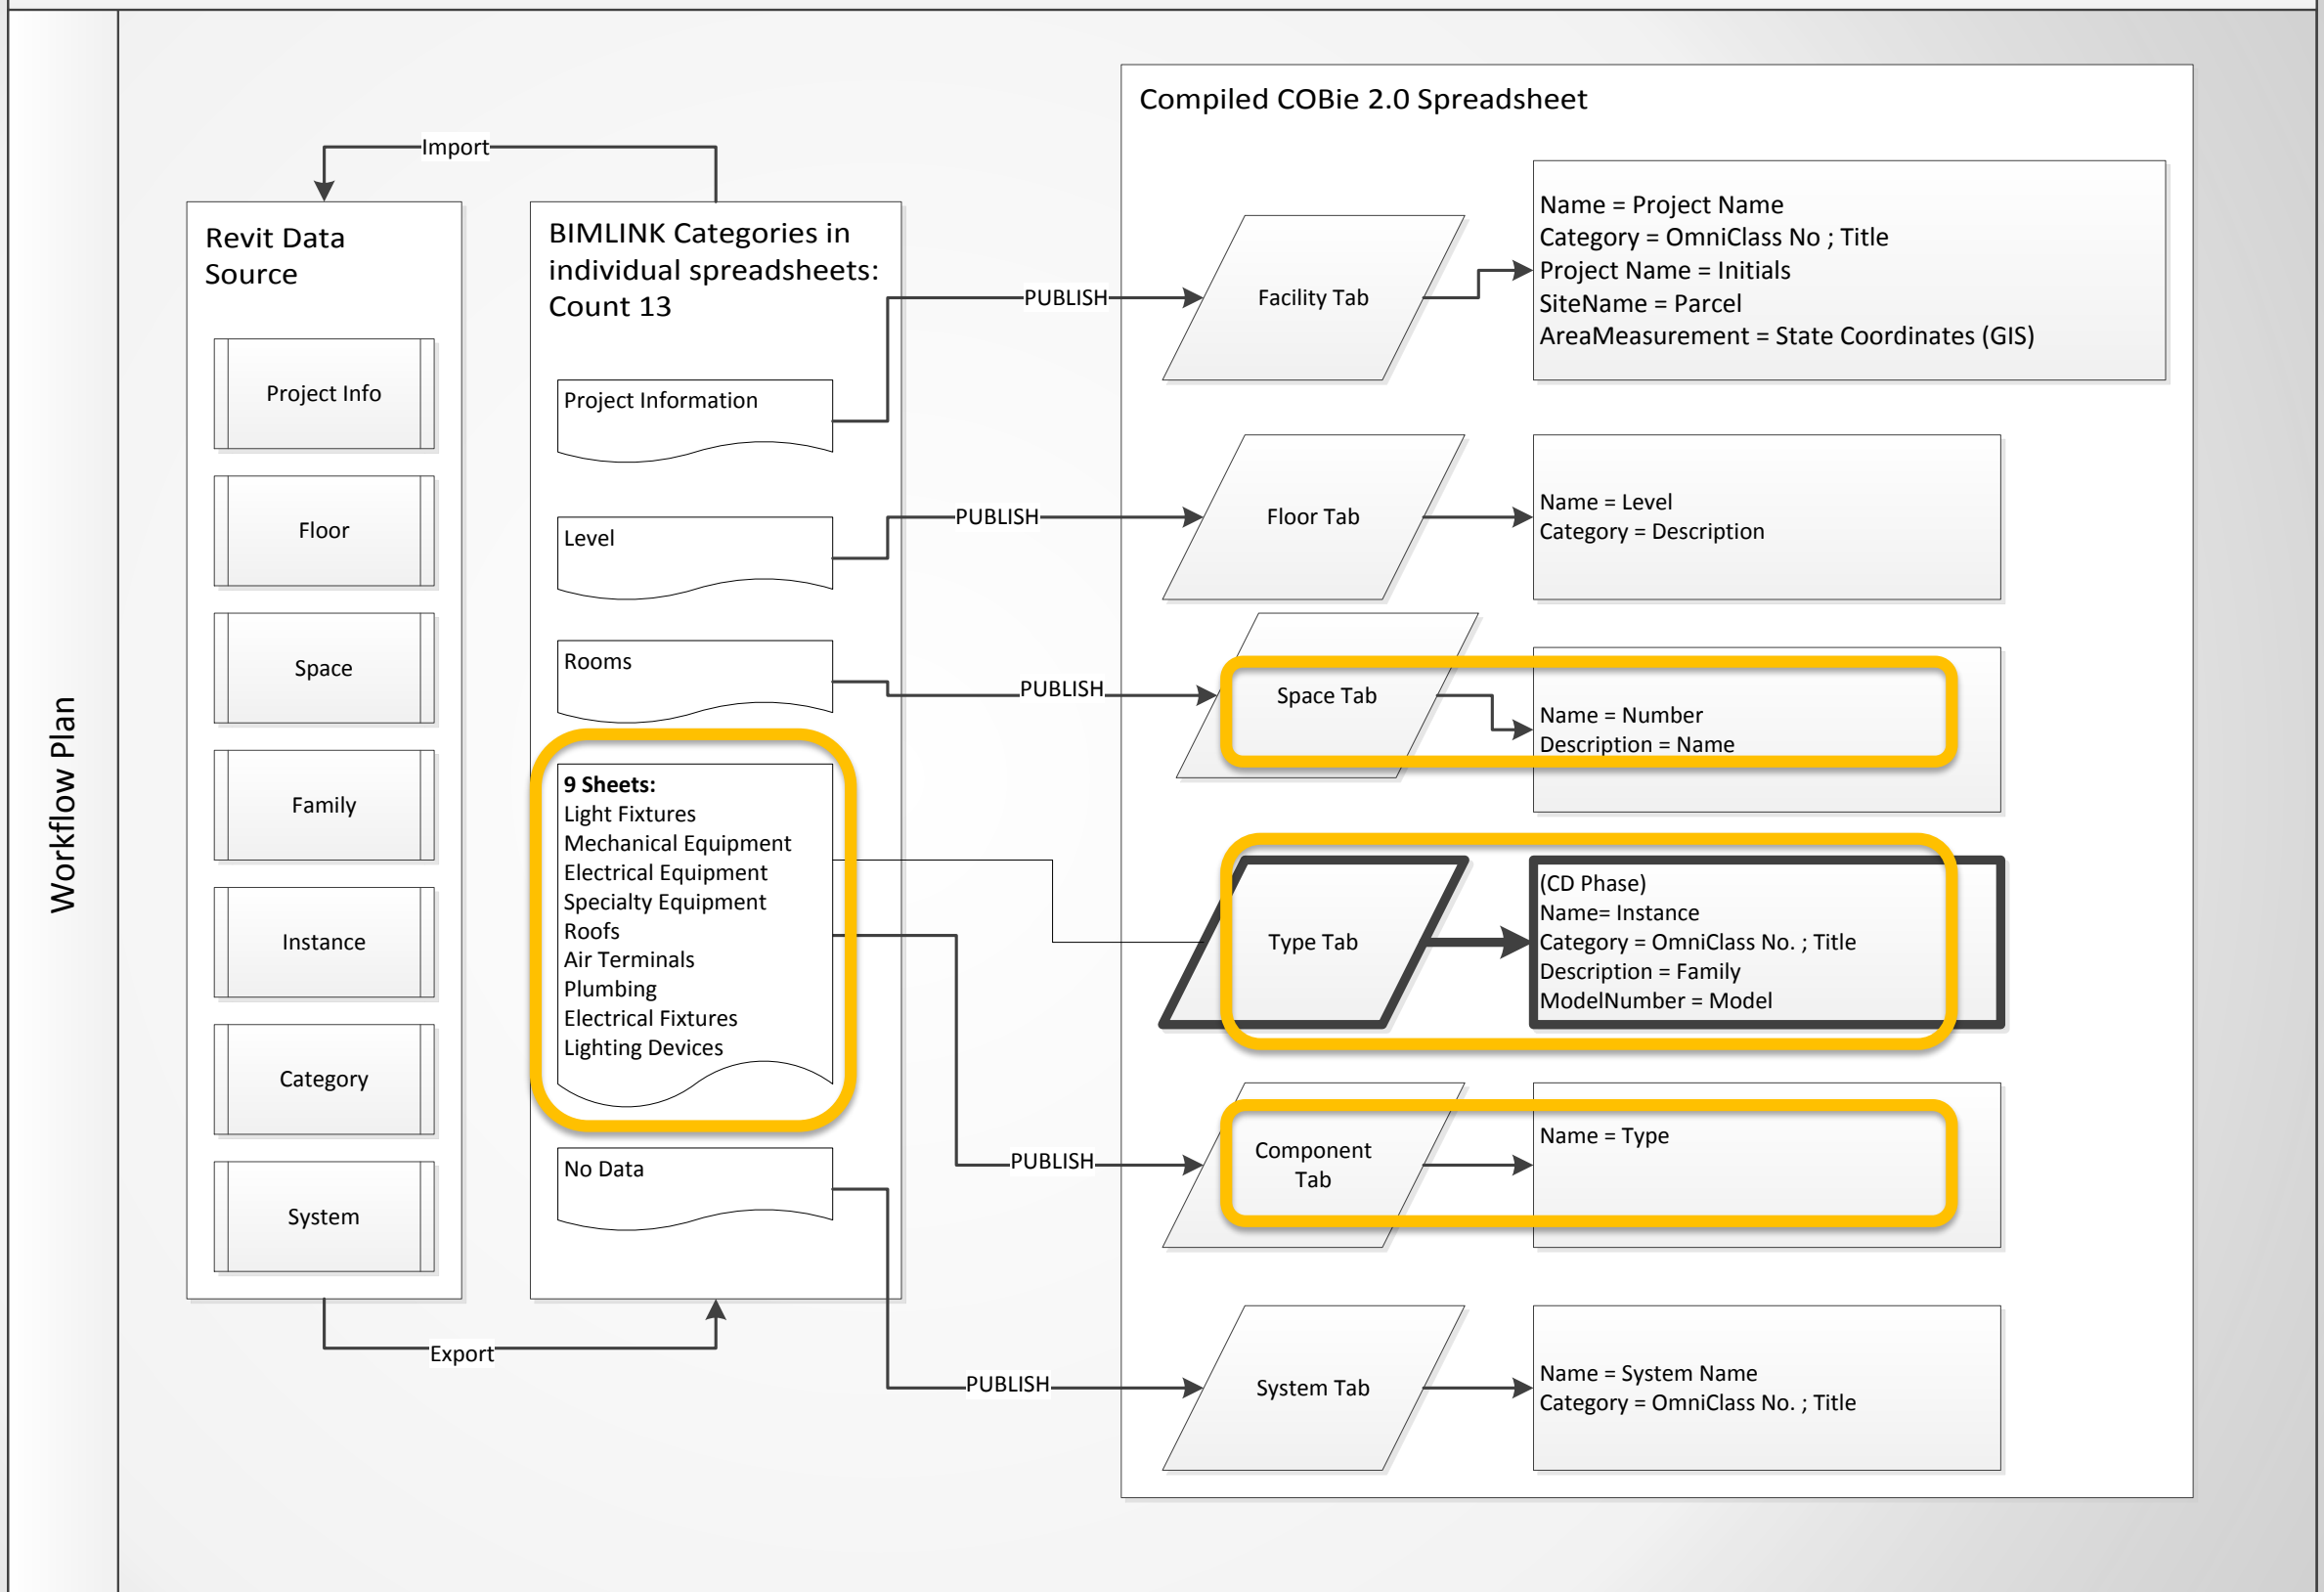 Workflow Plan
Import
Revit Data
Source
Project Info
Floor
Space
Family
Instance
Category
System
Export
BIMLINK Categories in
individual spreadsheets:
Count 13
Project Information
Level
Rooms
9 Sheets:
Light Fixtures
Mechanical Equipment
Electrical Equipment
Specialty Equipment
Roofs
Air Terminals
Plumbing
Electrical Fixtures
Lighting Devices
No Data
PUBLISH
PUBLISH
PUBLISH
PUBLISH
PUBLISH
Compiled COBie 2.0 Spreadsheet
Facility Tab
Name = Project Name
Category = OmniClass No ; Title
Project Name = Initials
SiteName = Parcel
AreaMeasurement = State Coordinates (GIS)
Floor Tab
Name = Level
Category = Description
Space Tab
Name = Number
Description = Name
Type Tab
(CD Phase)
Name= Instance
Category = OmniClass No. ; Title
Description = Family
ModelNumber = Model
Component
Tab
Name = Type
System Tab
Name = System Name
Category = OmniClass No. ; Title